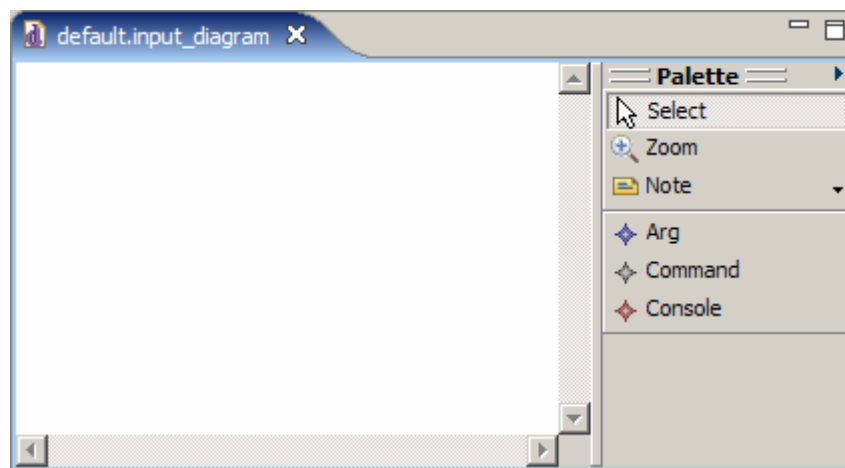 default.input_diagram
Palette
Select
Zoom
Note
Arg
Command
Console